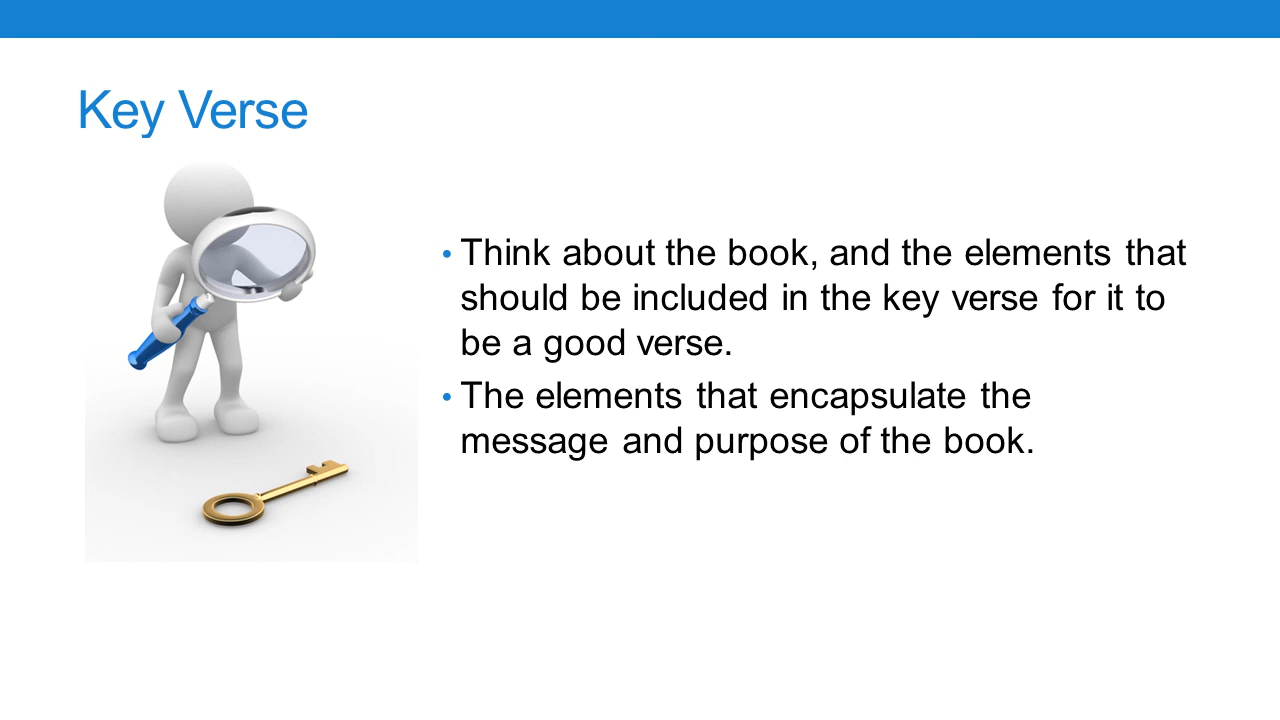 Key Verse
• Think about the book, and the elements that
should be included in the key verse for it to
be a good verse.
• The elements that encapsulate the
message and purpose of the book.